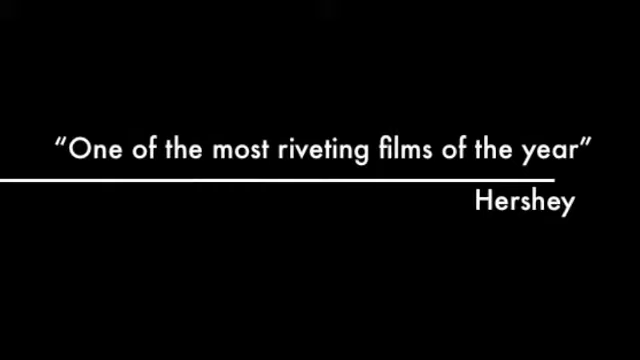 “One of the most riveting films of the year”
Hershey